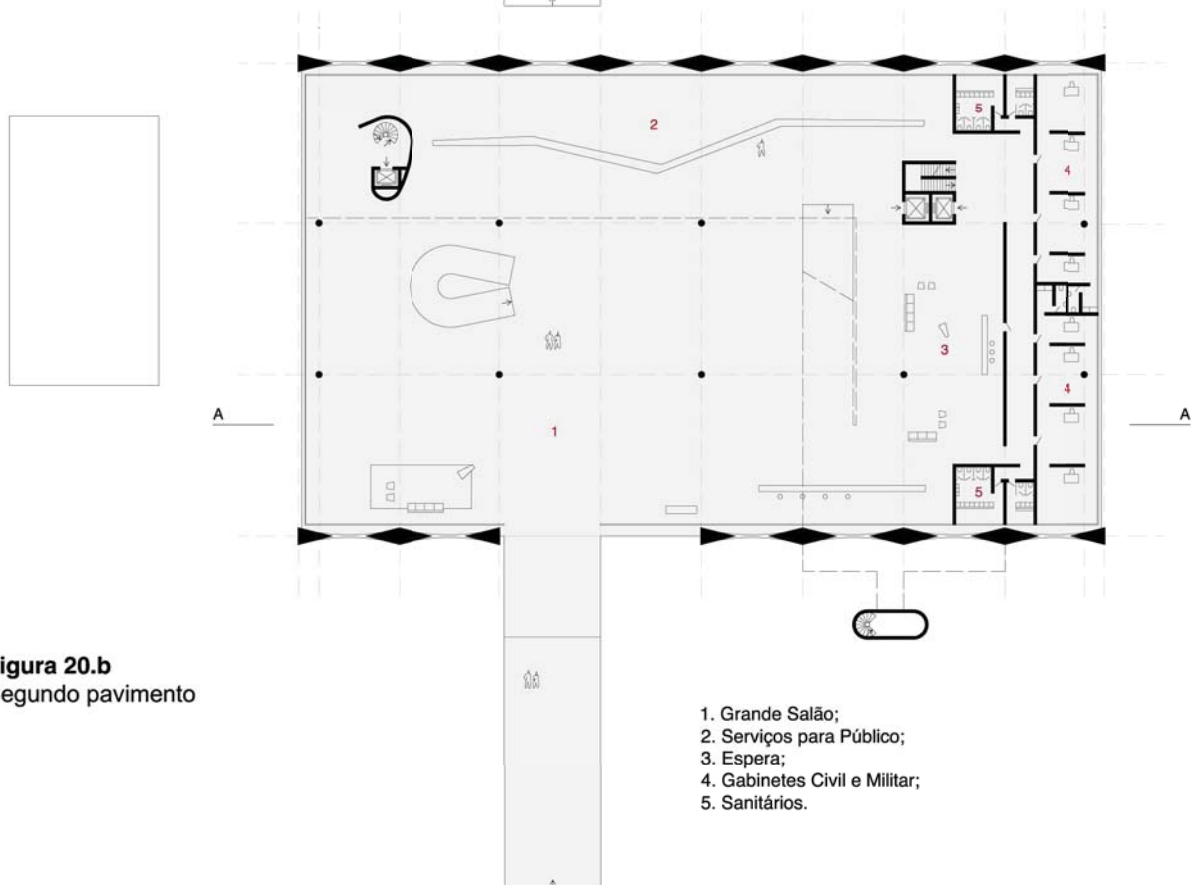 5
2
4
3
A
A
4
1
5
igura 20.b
egundo pavimento
1. Grande Salão;
2. Serviços para Público;
3. Espera;
4. Gabinetes Civil e Militar;
5. Sanitários.